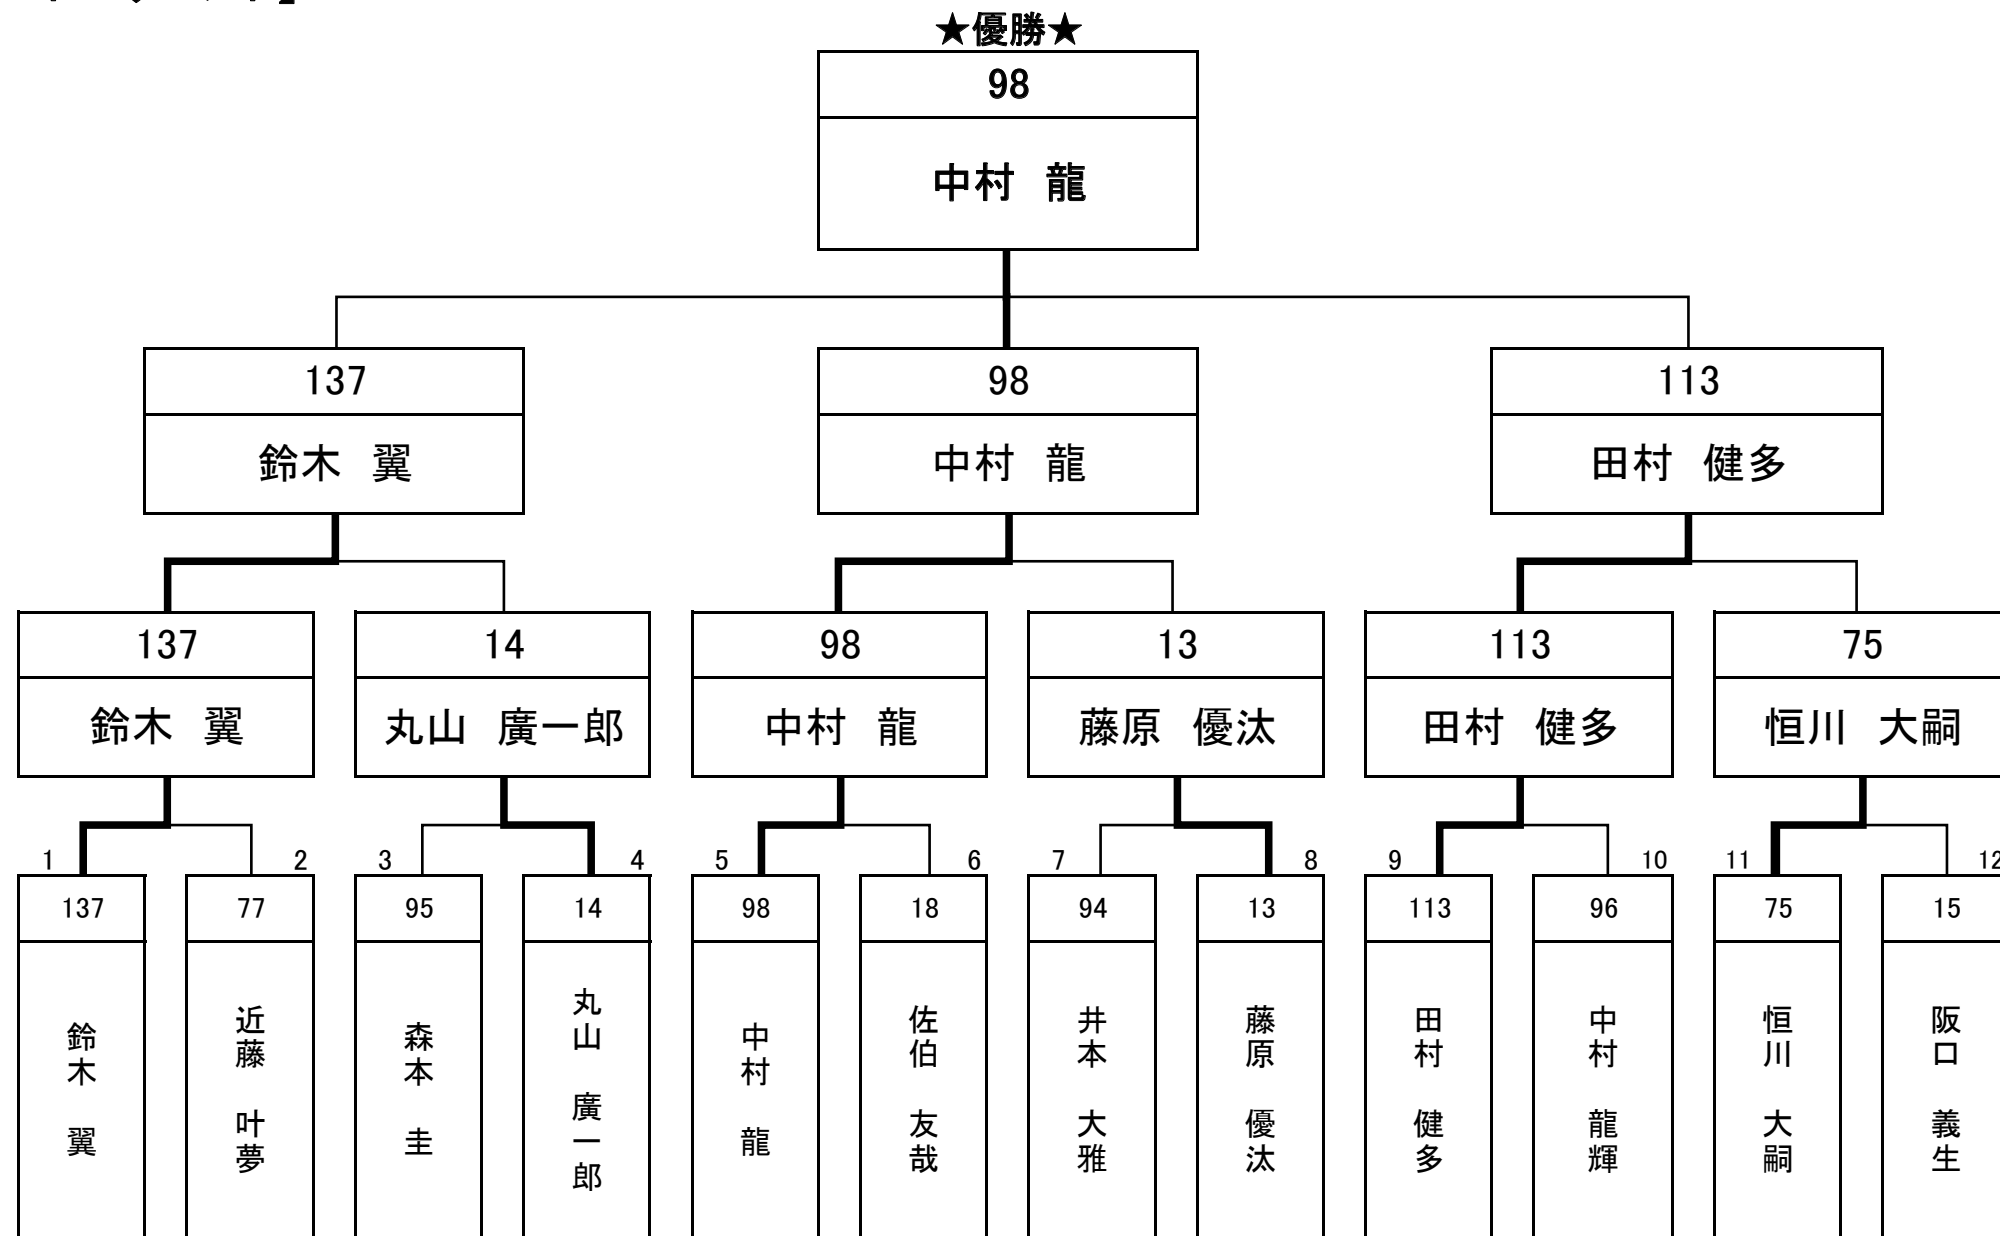 ★優勝★
98
中村 龍
137 98 113
鈴木 翼 中村 龍 田村 健多
137 14 98 13 113 75
鈴木 翼 丸山 廣一郎 中村 龍 藤原 優汰 田村 健多 恒川 大嗣
1 2 3 4 5 6 7 8 9 10 11 12
137 77 95 14 98 18 94 13 113 96 75 15
鈴木 翼
近藤 叶夢
森本 圭
丸山 廣一郎
中村 龍
佐伯 友哉
井本 大雅
藤原 優汰
田村 健多
中村 龍輝
恒川 大嗣
阪口 義生